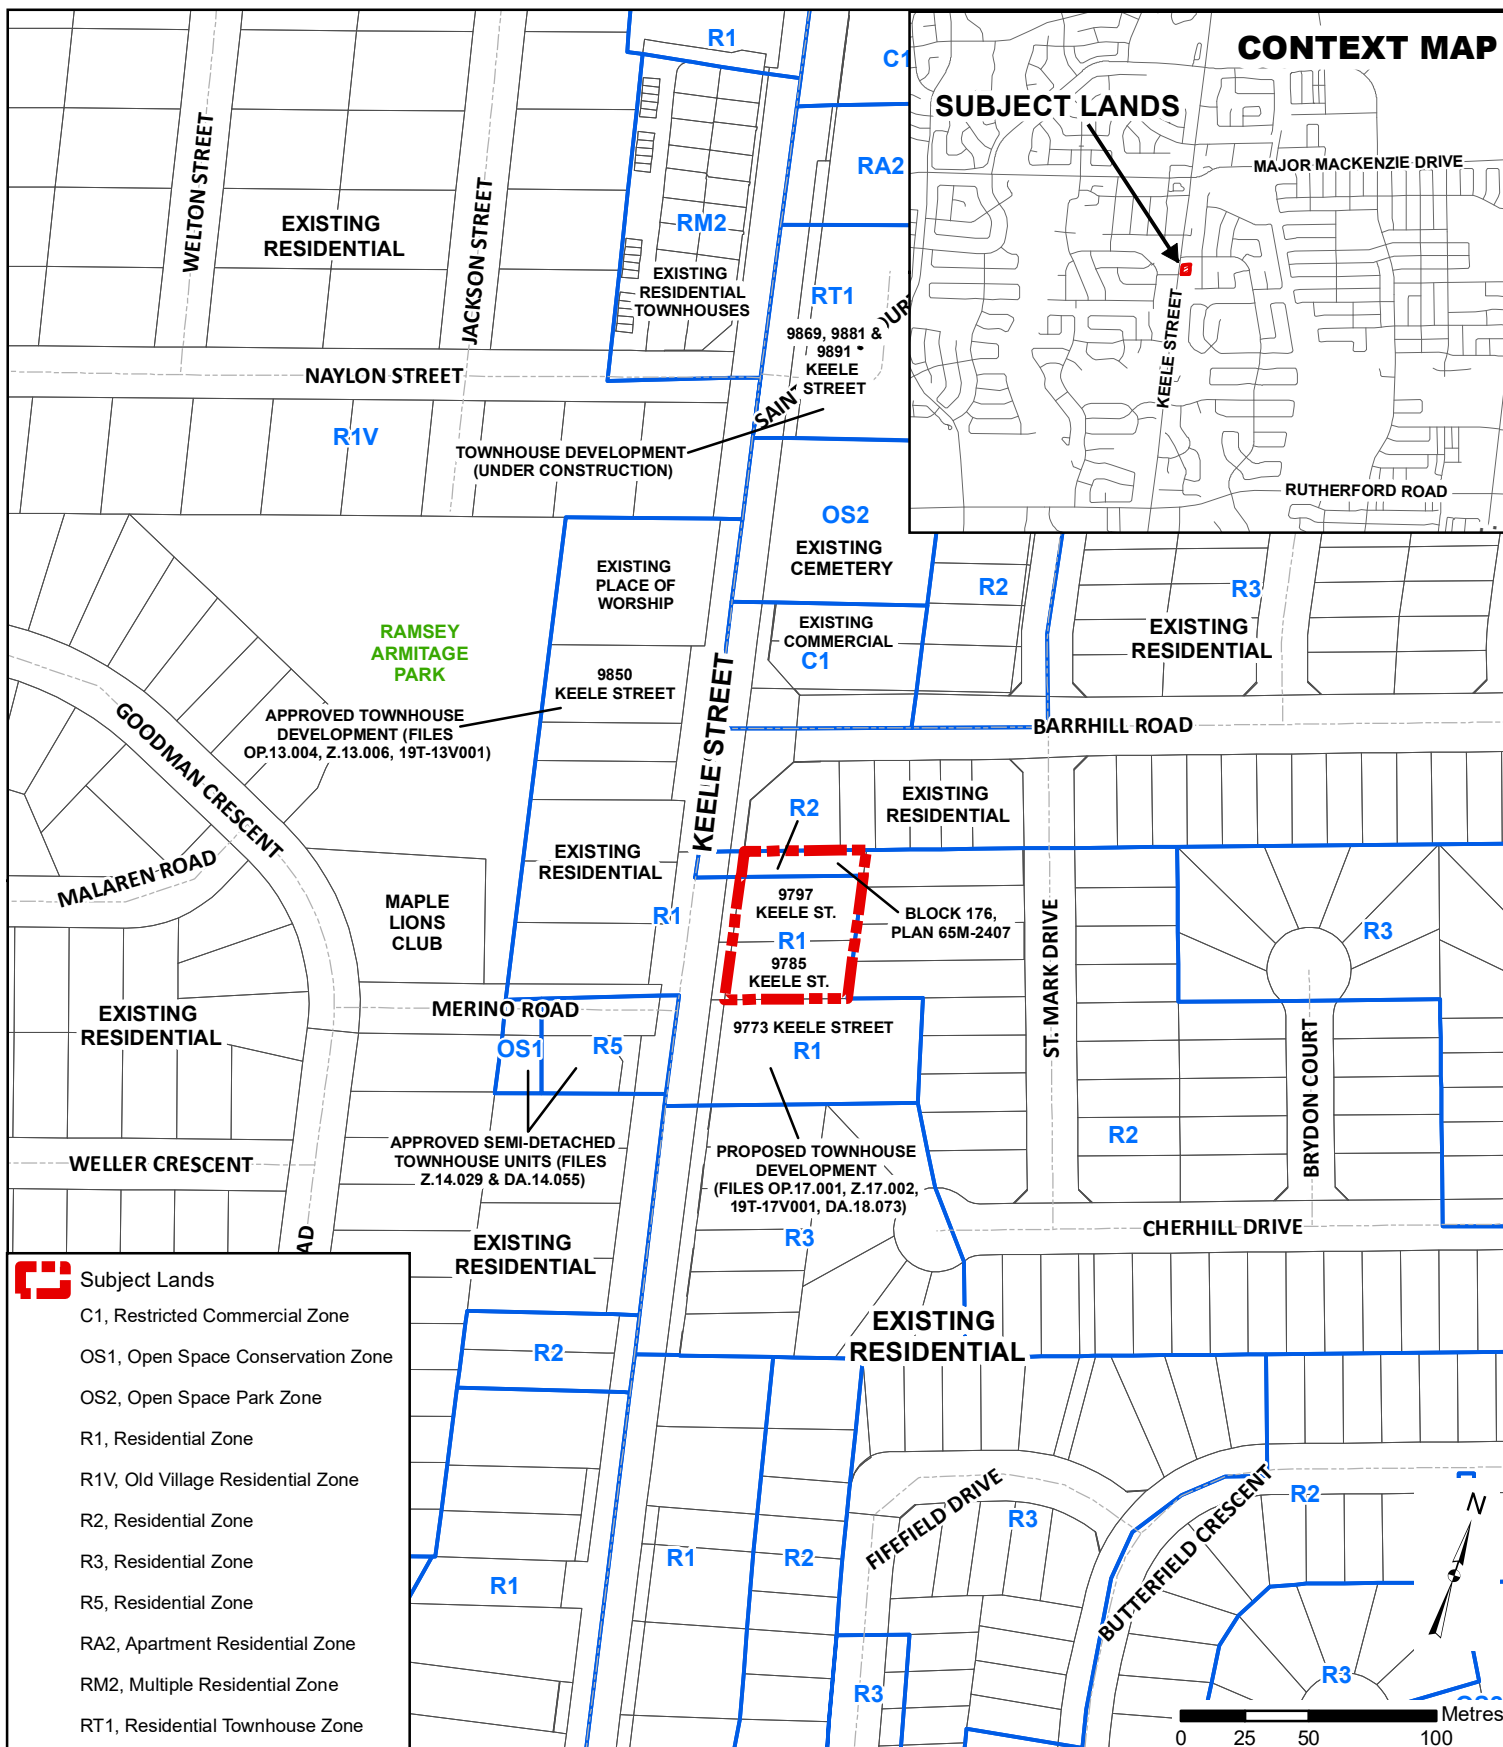 CONTEXT MAP
SUBJECT LANDS
MAJOR MACKENZIE DRIVE
KEELE STREET
RUTHERFORD ROAD
R1
C1
RA2
WELTON STREET
JACKSON STREET
EXISTING
RESIDENTIAL
RM2
EXISTING
RESIDENTIAL
TOWNHOUSES
RT1
9869, 9881 &
9891
KEELE
STREET
NAYLON STREET
R1V
TOWNHOUSE DEVELOPMENT
(UNDER CONSTRUCTION)
OS2
EXISTING
CEMETERY
EXISTING
PLACE OF
WORSHIP
R2
R3
EXISTING
RESIDENTIAL
EXISTING
COMMERCIAL
C1
RAMSEY
ARMITAGE
PARK
9850
KEELE STREET
APPROVED TOWNHOUSE
DEVELOPMENT (FILES
OP.13.004, Z.13.006, 19T-13V001)
KEELE STREET
BARRHILL ROAD
GOODMAN CRESCENT
MALAREN ROAD
R2
EXISTING
RESIDENTIAL
EXISTING
RESIDENTIAL
R1
MAPLE
LIONS
CLUB
9797
KEELE ST.
R1
9785
KEELE ST.
BLOCK 176,
PLAN 65M-2407
ST. MARK DRIVE
R3
MERINO ROAD
EXISTING
RESIDENTIAL
OS1
R5
9773 KEELE STREET
R1
BRYDON COURT
APPROVED SEMI-DETACHED
TOWNHOUSE UNITS (FILES
Z.14.029 & DA.14.055)
PROPOSED TOWNHOUSE
DEVELOPMENT
(FILES OP.17.001, Z.17.002,
19T-17V001, DA.18.073)
R2
WELLER CRESCENT
R3
CHERHILL DRIVE
EXISTING
RESIDENTIAL
EXISTING
RESIDENTIAL
R2
R1
R1
R2
FIFEFIELD DRIVE
R3
BUTTERFIELD CRESCENT
R2
R3
R3
N
Metres
0 25 50 100
Subject Lands
C1, Restricted Commercial Zone
OS1, Open Space Conservation Zone
OS2, Open Space Park Zone
R1, Residential Zone
R1V, Old Village Residential Zone
R2, Residential Zone
R3, Residential Zone
R5, Residential Zone
RA2, Apartment Residential Zone
RM2, Multiple Residential Zone
RT1, Residential Townhouse Zone